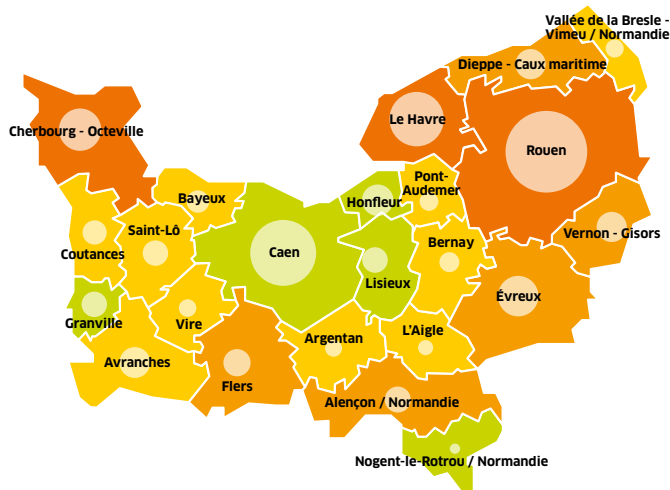 Vallée de la Bresle -
Vimeu / Normandie
Dieppe - Caux maritime
Cherbourg - Octeville
Le Havre
Rouen
Pont-
Audemer
Bayeux
Honfleur
Saint-Lô
Vernon - Gisors
Coutances
Caen
Bernay
Lisieux
Évreux
Granville
Vire
Argentan
L'Aigle
Avranches
Flers
Alençon / Normandie
Nogent-le-Rotrou / Normandie